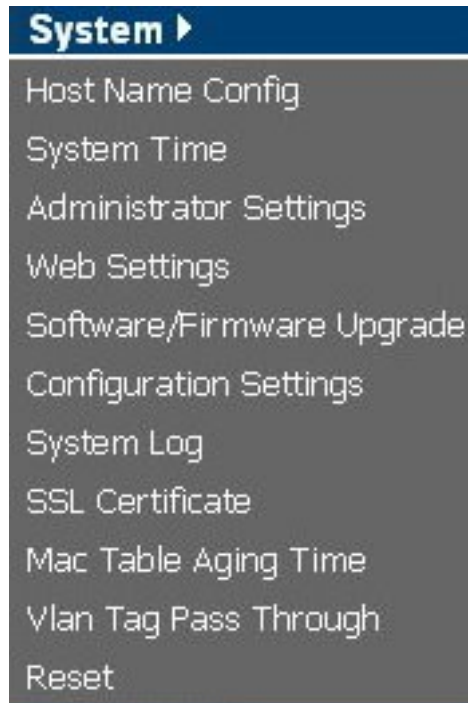 System
Host Name Config
System Time
Administrator Settings
Web Settings
Software/Firmware Upgrade
Configuration Settings
System Log
SSL Certificate
Mac Table Aging Time
Vlan Tag Pass Through
Reset